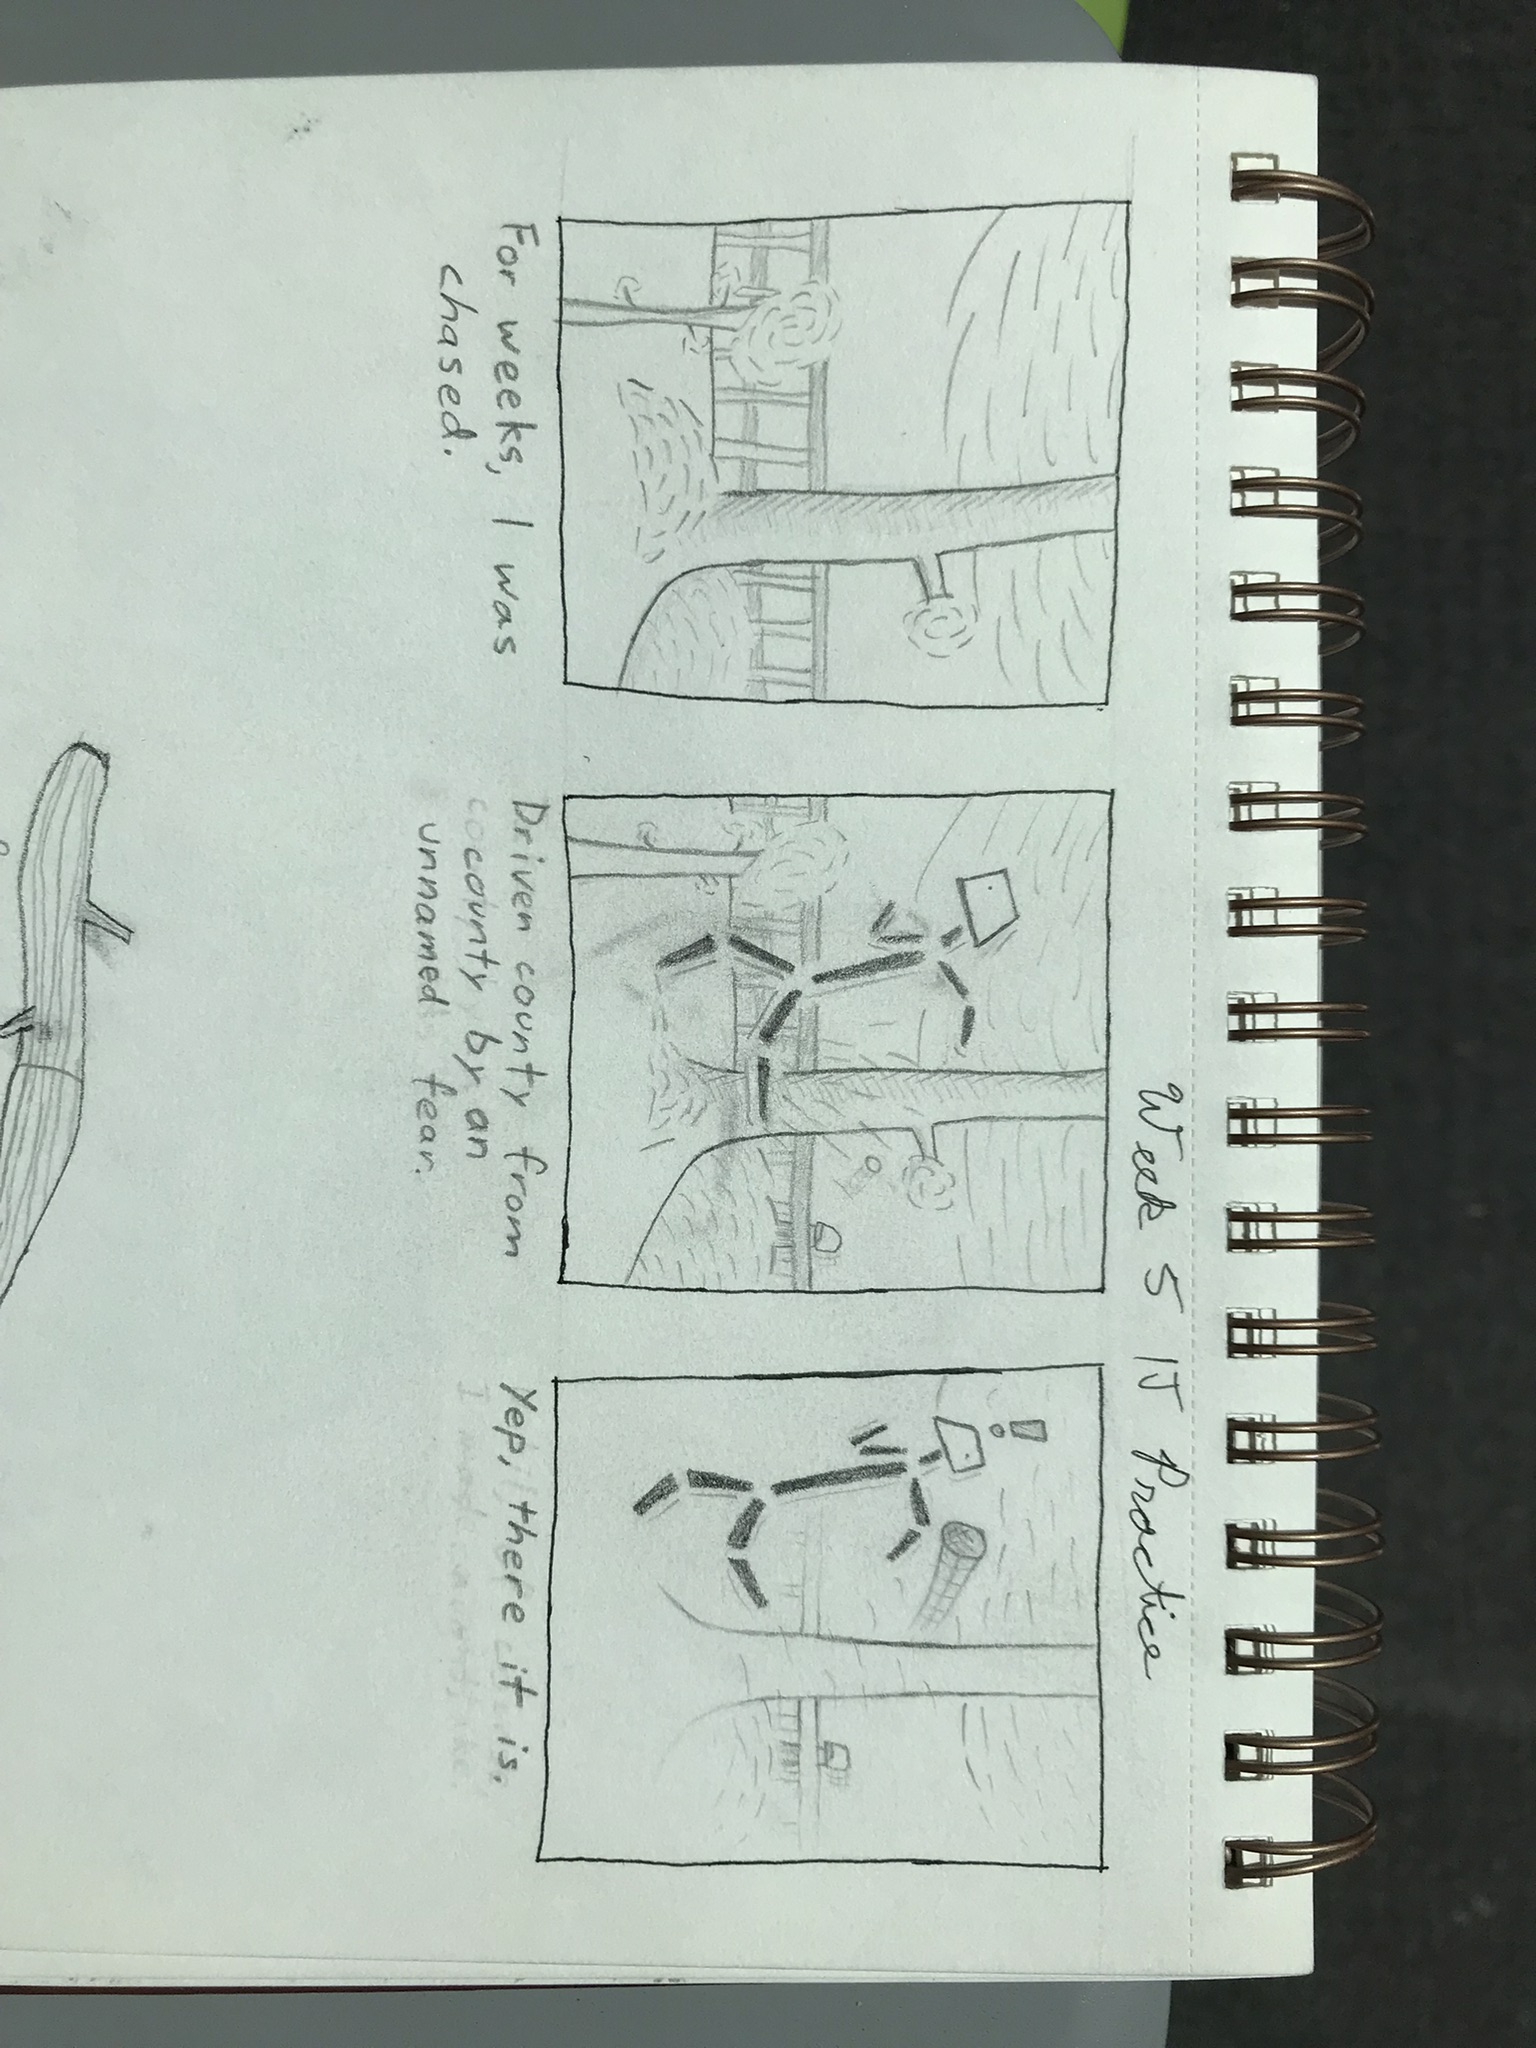 Week 5 IJ Practice
For weeks, I was
chased.
Driven county from
cocounty by an
unnamed fear.
Yep, there it is.